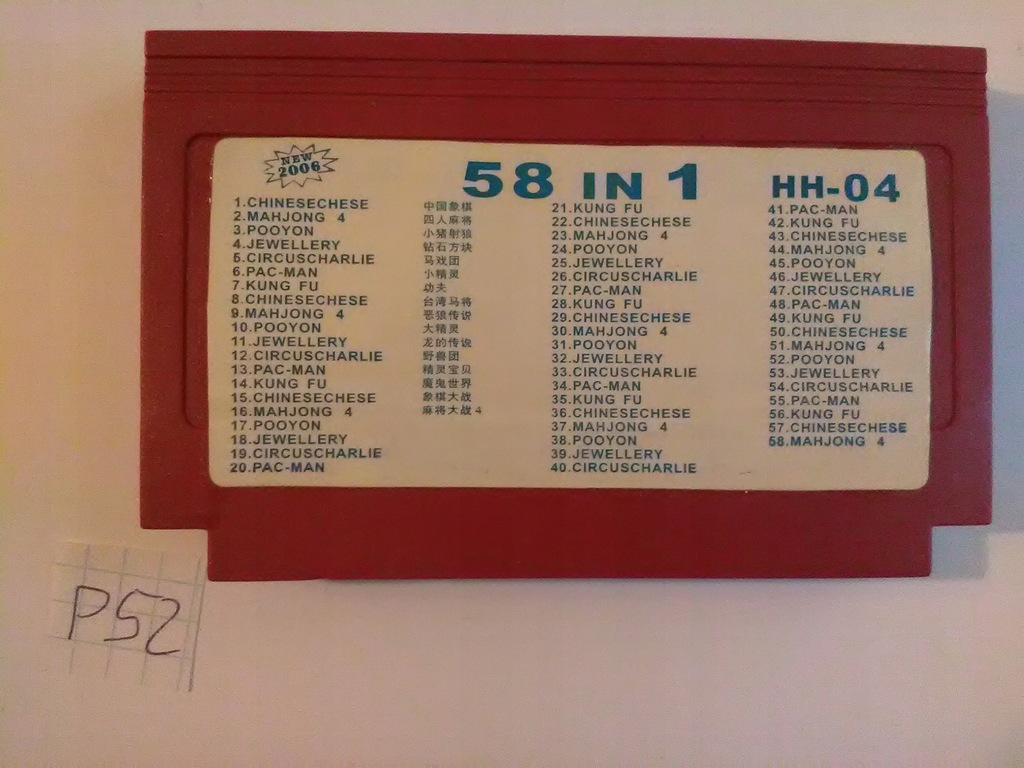 NEW
2006
58 IN 1
HH-04
1.CHINESECHESE
2.MAHJONG 4
3.POOYON
4.JEWELLERY
5.CIRCUSCHARLIE
6.PAC-MAN
7.KUNG FU
8.CHINESECHESE
9.MAHJONG 4
10.POOYON
11.JEWELLERY
12.CIRCUSCHARLIE
13.PAC-MAN
14.KUNG FU
15.CHINESECHESE
16.MAHJONG 4
17.POOYON
18.JEWELLERY
19.CIRCUSCHARLIE
20.PAC-MAN
中国象棋
四人麻将
小猪射狼
钻石方块
马戏团
小精灵
功夫
台湾马将
恶狼传说
大精灵
龙的传说
野兽团
精灵宝贝
魔鬼世界
象棋大战
麻将大战4
21.KUNG FU
22.CHINESECHESE
23.MAHJONG 4
24.POOYON
25.JEWELLERY
26.CIRCUSCHARLIE
27.PAC-MAN
28.KUNG FU
29.CHINESECHESE
30.MAHJONG 4
31.POOYON
32.JEWELLERY
33.CIRCUSCHARLIE
34.PAC-MAN
35.KUNG FU
36.CHINESECHESE
37.MAHJONG 4
38.POOYON
39.JEWELLERY
40.CIRCUSCHARLIE
41.PAC-MAN
42.KUNG FU
43.CHINESECHESE
44.MAHJONG 4
45.POOYON
46.JEWELLERY
47.CIRCUSCHARLIE
48.PAC-MAN
49.KUNG FU
50.CHINESECHESE
51.MAHJONG 4
52.POOYON
53.JEWELLERY
54.CIRCUSCHARLIE
55.PAC-MAN
56.KUNG FU
57.CHINESECHESE
58.MAHJONG 4
P52